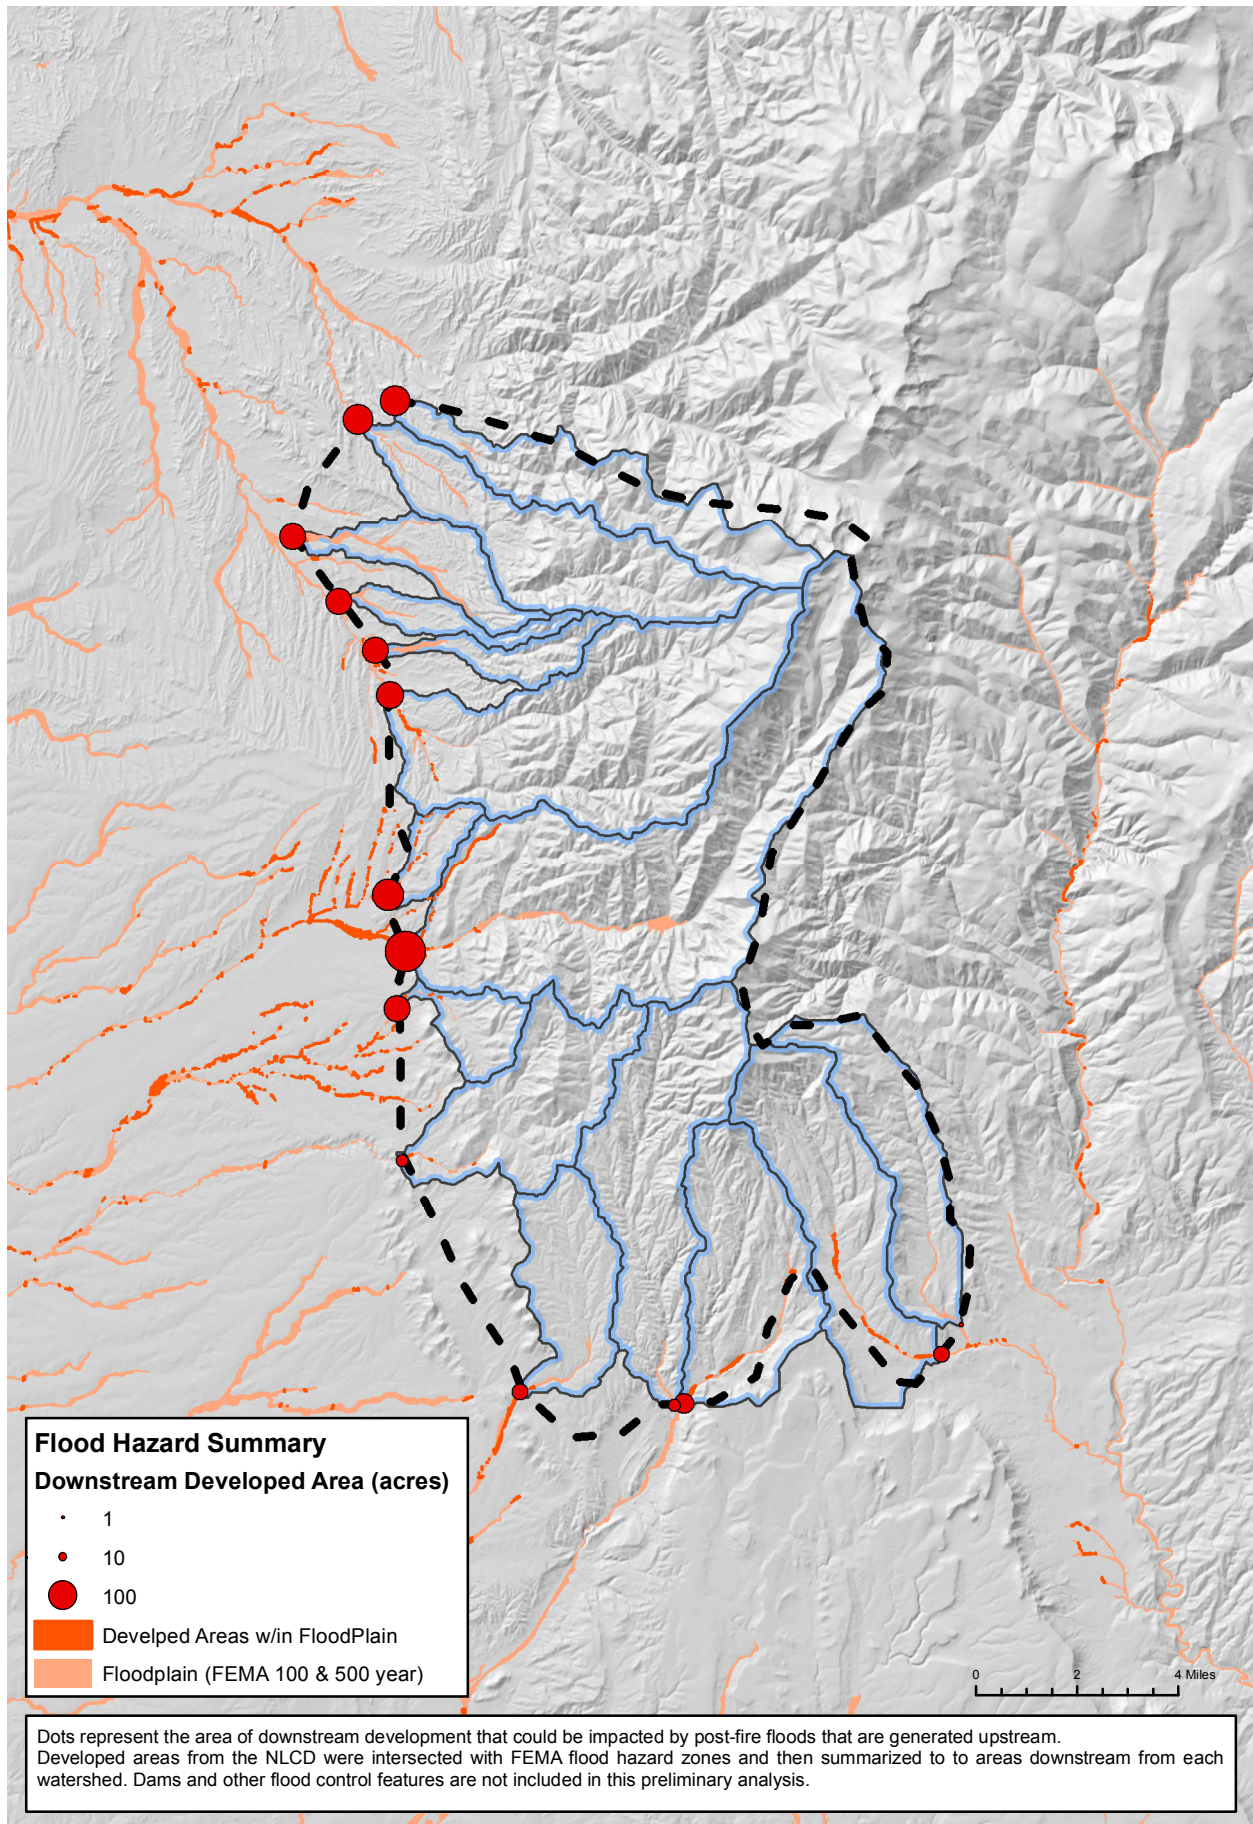 Flood Hazard Summary
Downstream Developed Area (acres)
1
10
100
Develped Areas w/in FloodPlain
Floodplain (FEMA 100 & 500 year)
0 2 4 Miles
Dots represent the area of downstream development that could be impacted by post-fire floods that are generated upstream.
Developed areas from the NLCD were intersected with FEMA flood hazard zones and then summarized to to areas downstream from each
watershed. Dams and other flood control features are not included in this preliminary analysis.